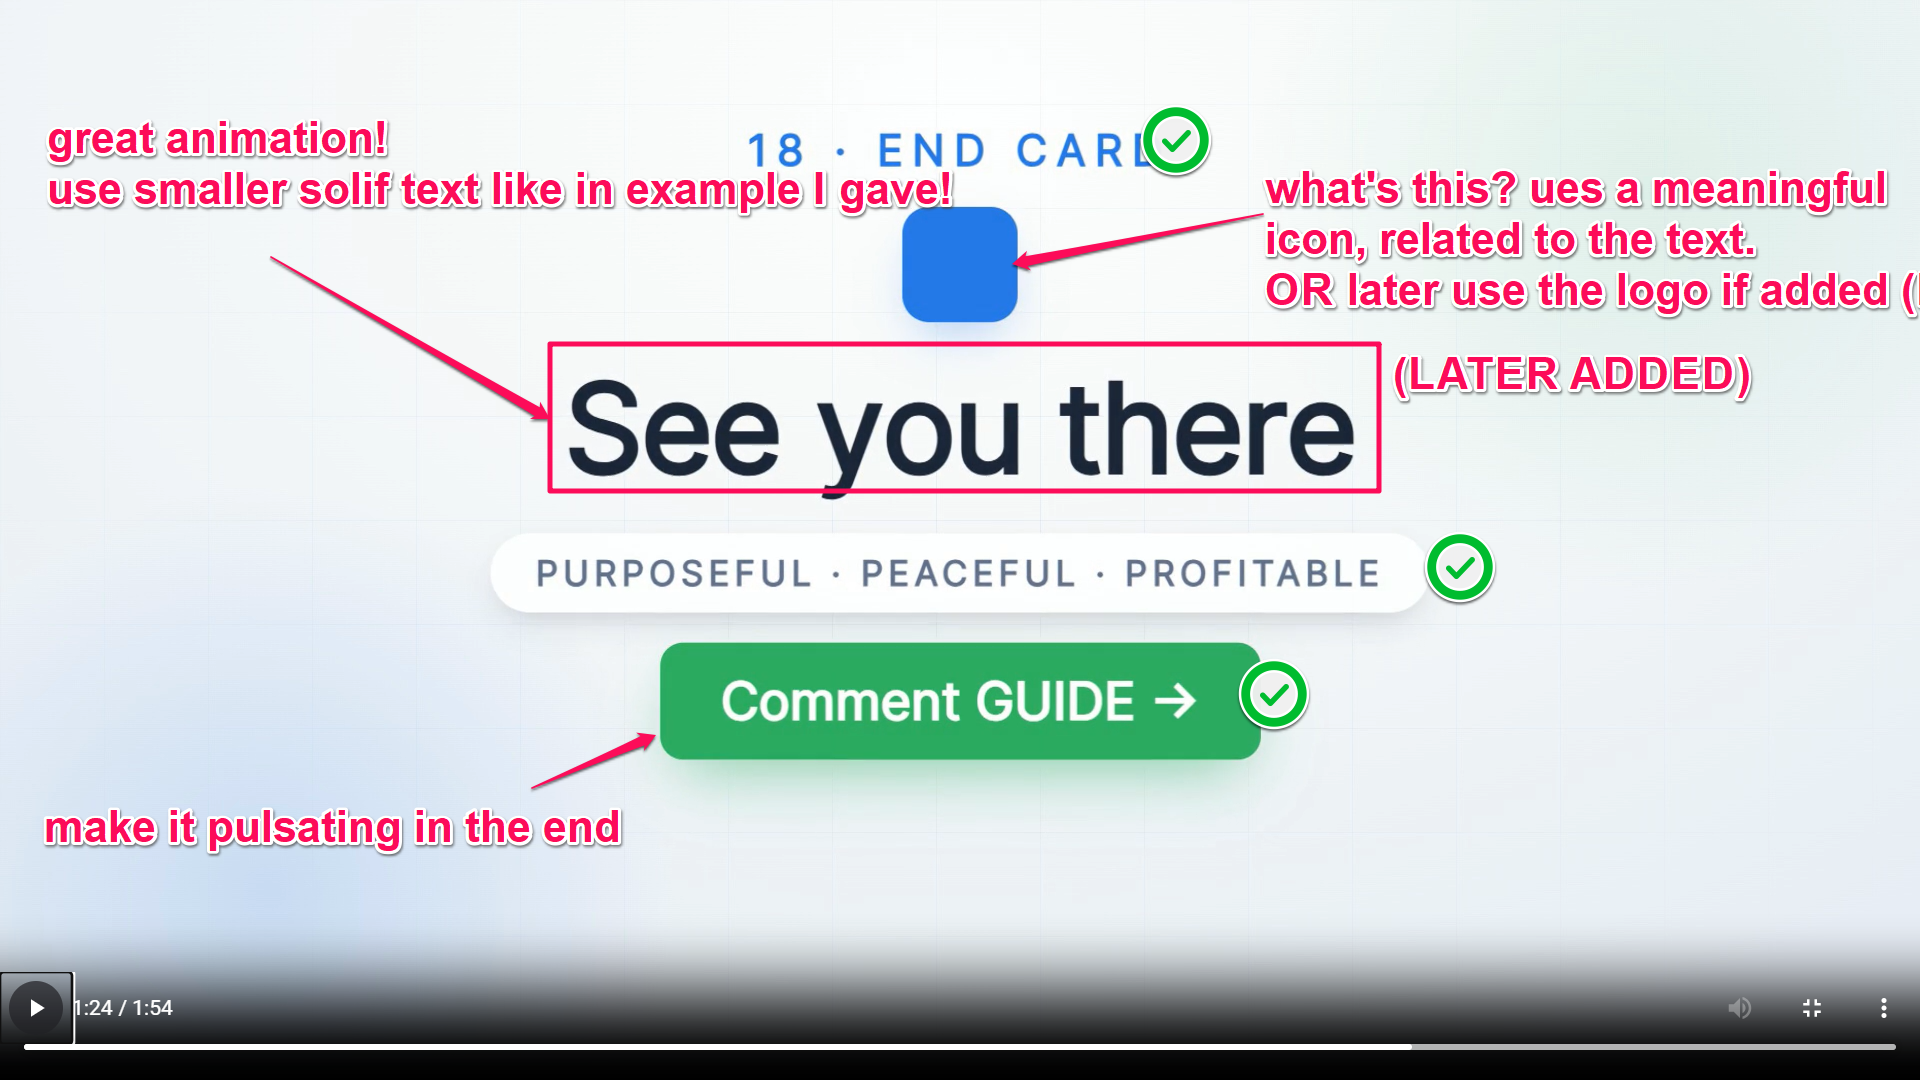 great animation!
use smaller solif text like in example I gave!
18 · END CARD
what's this? ues a meaningful
icon, related to the text.
OR later use the logo if added (
(LATER ADDED)
See you there
PURPOSEFUL · PEACEFUL · PROFITABLE
Comment GUIDE →
make it pulsating in the end
1:24 / 1:54